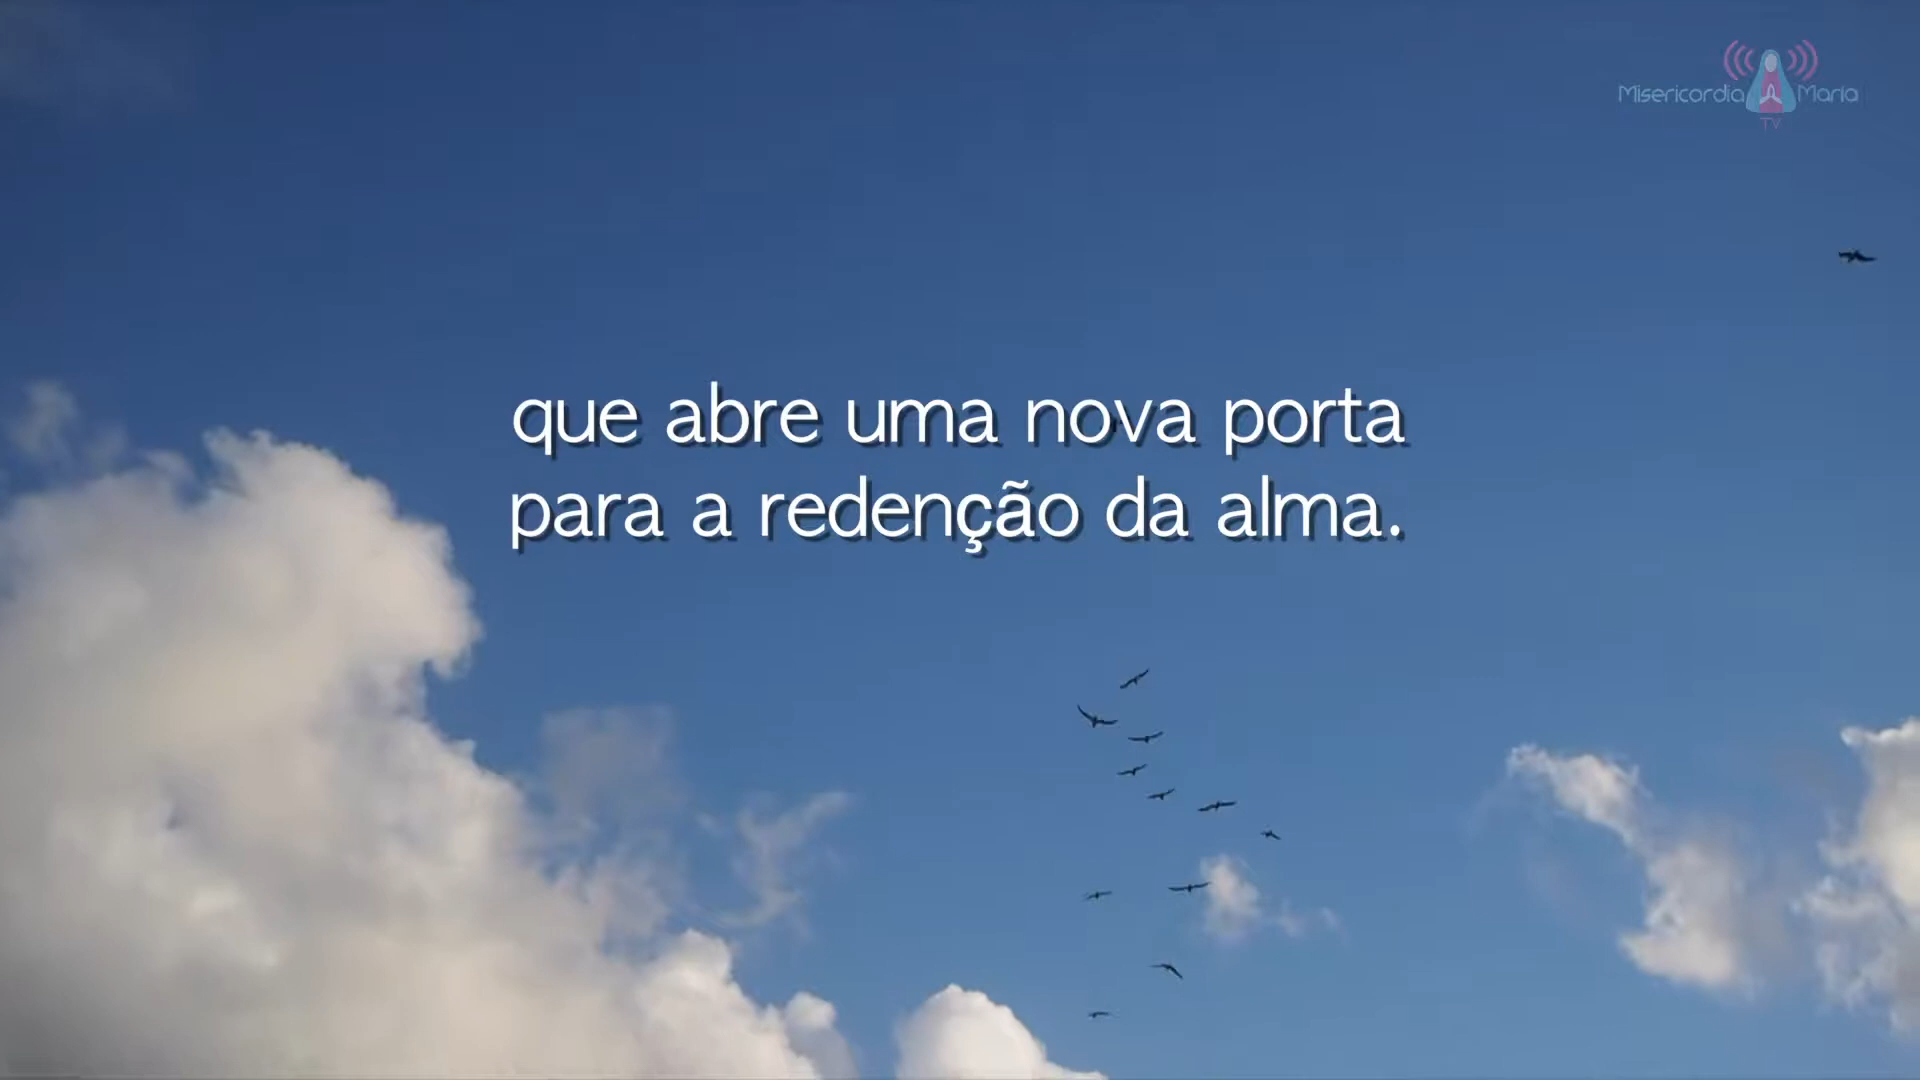 Misericordia Maria
TV
que abre uma nova porta
para a redenção da alma.